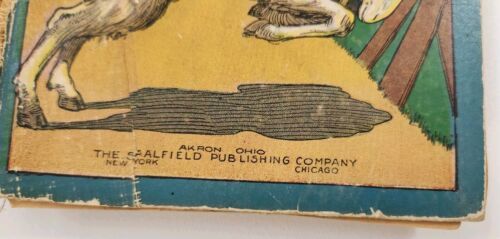 AKRON OHIO
THE SAALFIELD PUBLISHING COMPANY
NEW YORK CHICAGO